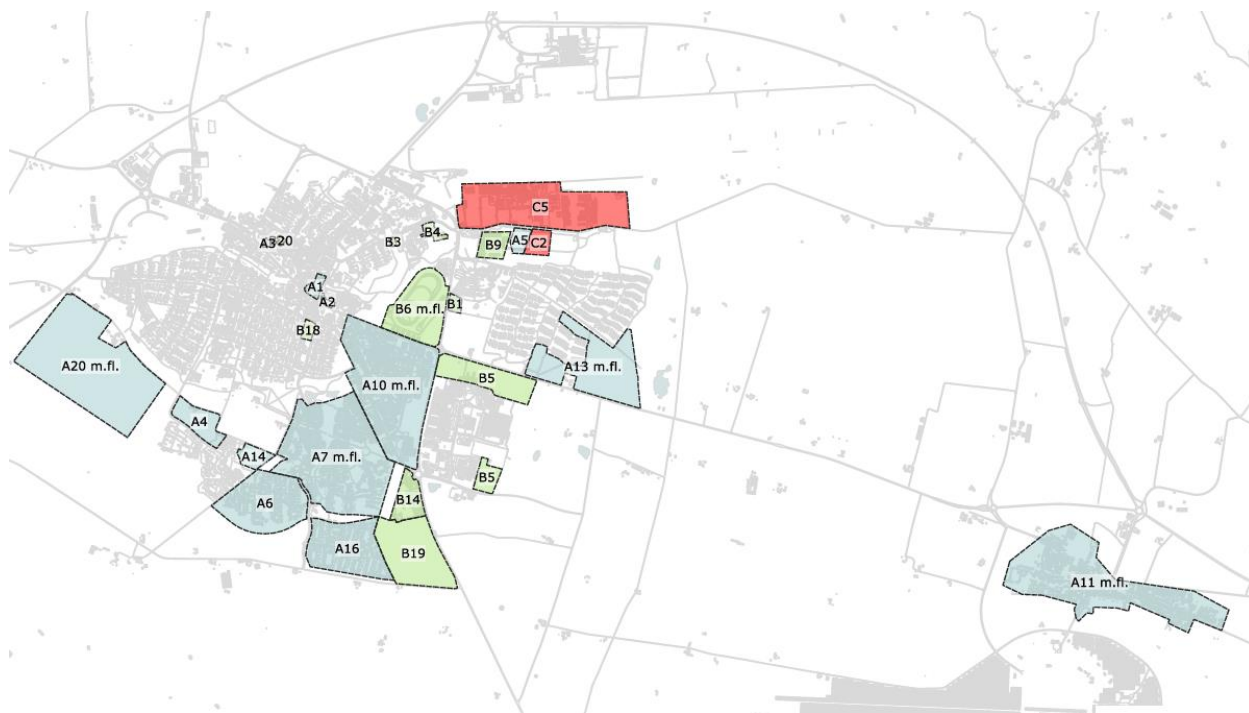 C5
B4
A3
20
B3
B9
A5
C2
A1
A2
B6 m.fl.
B1
B18
A20 m.fl.
A10 m.fl.
A13 m.fl.
B5
A4
A14
A7 m.fl.
B5
A6
B14
A16
B19
A11 m.fl.